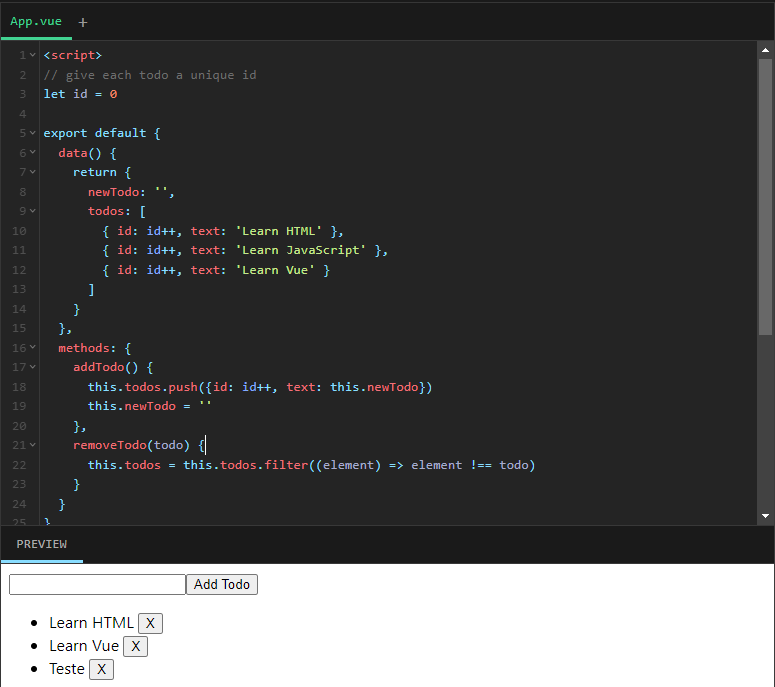 App.vue +
1 <script>
2 // give each todo a unique id
3 let id = 0
4
5 export default {
6   data() {
7     return {
8       newTodo: '',
9       todos: [
10         { id: id++, text: 'Learn HTML' },
11         { id: id++, text: 'Learn JavaScript' },
12         { id: id++, text: 'Learn Vue' }
13       ]
14     }
15   },
16   methods: {
17     addTodo() {
18       this.todos.push({id: id++, text: this.newTodo})
19       this.newTodo = ''
20     },
21     removeTodo(todo) {
22       this.todos = this.todos.filter((element) => element !== todo)
23     }
24   }
25 }
PREVIEW
Add Todo
• Learn HTML X
• Learn Vue X
• Teste X